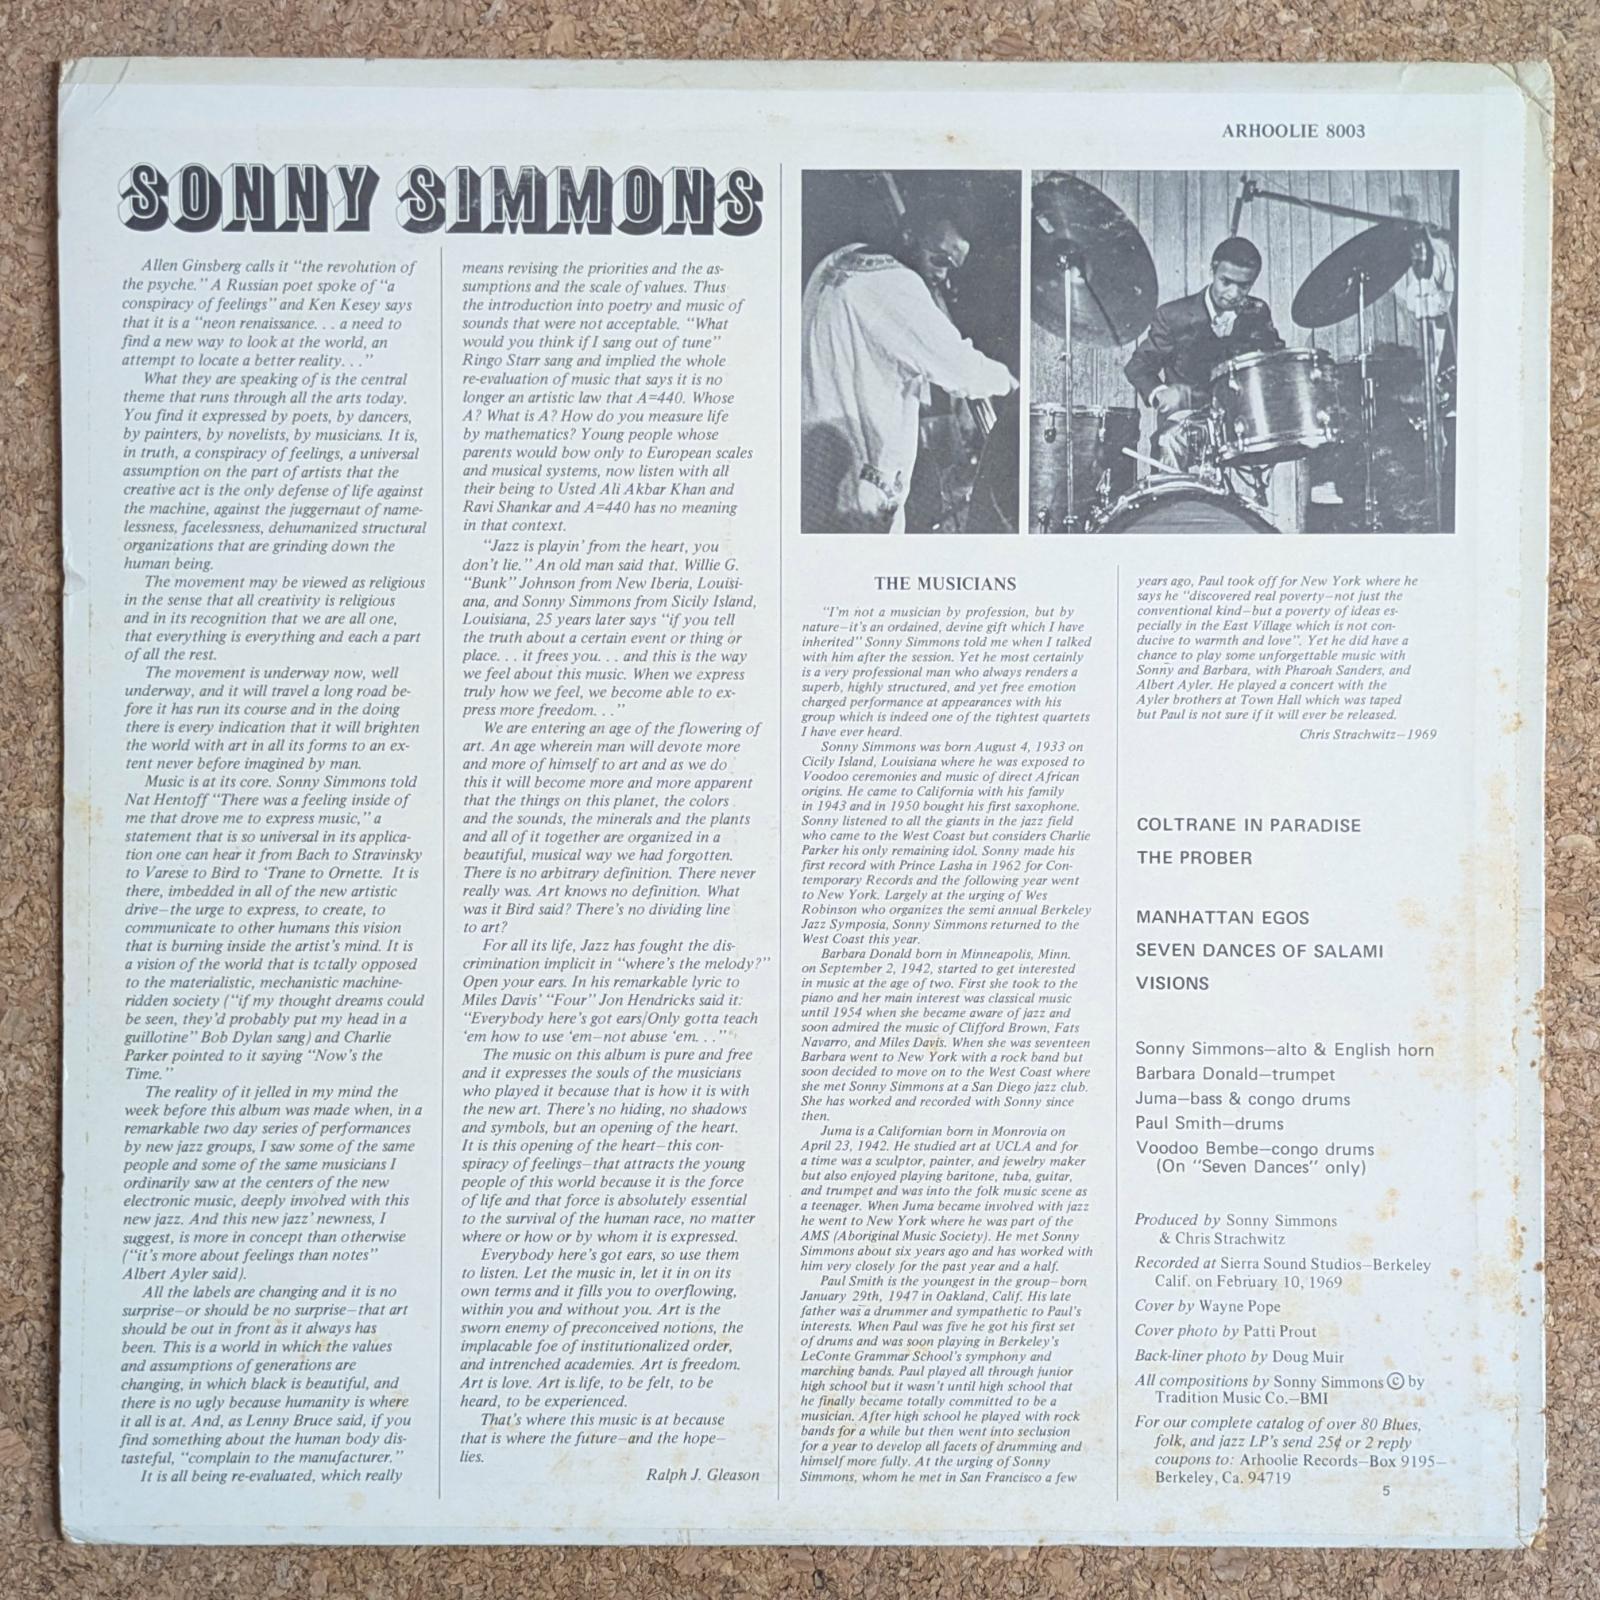 ARHOOLIE 8003
SONNY SIMMONS
Allen Ginsberg calls it “the revolution of
the psyche.” A Russian poet spoke of “a
conspiracy of feelings” and Ken Kesey says
that it is a “neon renaissance. . . a need to
find a new way to look at the world, an
attempt to locate a better reality. . .”
What they are speaking of is the central
theme that runs through all the arts today.
You find it expressed by poets, by dancers,
by painters, by novelists, by musicians. It is,
in truth, a conspiracy of feelings, a universal
assumption on the part of artists that the
creative act is the only defense of life against
the machine, against the juggernaut of name-
lessness, facelessness, dehumanized structural
organizations that are grinding down the
human being.
The movement may be viewed as religious
in the sense that all creativity is religious
and in its recognition that we are all one,
that everything is everything and each a part
of all the rest.
The movement is underway now, well
underway, and it will travel a long road be-
fore it has run its course and in the doing
there is every indication that it will brighten
the world with art in all its forms to an ex-
tent never before imagined by man.
Music is at its core. Sonny Simmons told
Nat Hentoff “There was a feeling inside of
me that drove me to express music,” a
statement that is so universal in its applica-
tion one can hear it from Bach to Stravinsky
to Varese to Bird to ‘Trane to Ornette. It is
there, imbedded in all of the new artistic
drive—the urge to express, to create, to
communicate to other humans this vision
that is burning inside the artist’s mind. It is
a vision of the world that is totally opposed
to the materialistic, mechanistic machine-
ridden society (“if my thought dreams could
be seen, they’d probably put my head in a
guillotine” Bob Dylan sang) and Charlie
Parker pointed to it saying “Now’s the
Time.”
The reality of it jelled in my mind the
week before this album was made when, in a
remarkable two day series of performances
by new jazz groups, I saw some of the same
people and some of the same musicians I
ordinarily saw at the centers of the new
electronic music, deeply involved with this
new jazz. And this new jazz’ newness, I
suggest, is more in concept than otherwise
(“it’s more about feelings than notes”
Albert Ayler said).
All the labels are changing and it is no
surprise—or should be no surprise—that art
should be out in front as it always has
been. This is a world in which the values
and assumptions of generations are
changing, in which black is beautiful, and
there is no ugly because humanity is where
it all is at. And, as Lenny Bruce said, if you
find something about the human body dis-
tasteful, “complain to the manufacturer.”
It is all being re-evaluated, which really
means revising the priorities and the as-
sumptions and the scale of values. Thus
the introduction into poetry and music of
sounds that were not acceptable. “What
would you think if I sang out of tune”
Ringo Starr sang and implied the whole
re-evaluation of music that says it is no
longer an artistic law that A=440. Whose
A? What is A? How do you measure life
by mathematics? Young people whose
parents would bow only to European scales
and musical systems, now listen with all
their being to Usted Ali Akbar Khan and
Ravi Shankar and A=440 has no meaning
in that context.
“Jazz is playin’ from the heart, you
don’t lie.” An old man said that. Willie G.
“Bunk” Johnson from New Iberia, Louisi-
ana, and Sonny Simmons from Sicily Island,
Louisiana, 25 years later says “if you tell
the truth about a certain event or thing or
place. . . it frees you. . . and this is the way
we feel about this music. When we express
truly how we feel, we become able to ex-
press more freedom. . .”
We are entering an age of the flowering of
art. An age wherein man will devote more
and more of himself to art and as we do
this it will become more and more apparent
that the things on this planet, the colors
and the sounds, the minerals and the plants
and all of it together are organized in a
beautiful, musical way we had forgotten.
There is no arbitrary definition. There never
really was. Art knows no definition. What
was it Bird said? There’s no dividing line
to art?
For all its life, Jazz has fought the dis-
crimination implicit in “where’s the melody?”
Open your ears. In his remarkable lyric to
Miles Davis’ “Four” Jon Hendricks said it:
“Everybody here’s got ears/Only gotta teach
‘em how to use ‘em—not abuse ‘em. . .”
The music on this album is pure and free
and it expresses the souls of the musicians
who played it because that is how it is with
the new art. There’s no hiding, no shadows
and symbols, but an opening of the heart.
It is this opening of the heart—this con-
spiracy of feelings—that attracts the young
people of this world because it is the force
of life and that force is absolutely essential
to the survival of the human race, no matter
where or how or by whom it is expressed.
Everybody here’s got ears, so use them
to listen. Let the music in, let it in on its
own terms and it fills you to overflowing,
within you and without you. Art is the
sworn enemy of preconceived notions, the
implacable foe of institutionalized order,
and intrenched academies. Art is freedom.
Art is love. Art is life, to be felt, to be
heard, to be experienced.
That’s where this music is at because
that is where the future—and the hope—
lies.
Ralph J. Gleason
THE MUSICIANS
“I’m not a musician by profession, but by
nature—it’s an ordained, devine gift which I have
inherited” Sonny Simmons told me when I talked
with him after the session. Yet he most certainly
is a very professional man who always renders a
superb, highly structured, and yet free emotion
charged performance at appearances with his
group which is indeed one of the tightest quartets
I have ever heard.
Sonny Simmons was born August 4, 1933 on
Cicily Island, Louisiana where he was exposed to
Voodoo ceremonies and music of direct African
origins. He came to California with his family
in 1943 and in 1950 bought his first saxophone.
Sonny listened to all the giants in the jazz field
who came to the West Coast but considers Charlie
Parker his only remaining idol. Sonny made his
first record with Prince Lasha in 1962 for Con-
temporary Records and the following year went
to New York. Largely at the urging of Wes
Robinson who organizes the semi annual Berkeley
Jazz Symposia, Sonny Simmons returned to the
West Coast this year.
Barbara Donald born in Minneapolis, Minn.
on September 2, 1942, started to get interested
in music at the age of two. First she took to the
piano and her main interest was classical music
until 1954 when she became aware of jazz and
soon admired the music of Clifford Brown, Fats
Navarro, and Miles Davis. When she was seventeen
Barbara went to New York with a rock band but
soon decided to move on to the West Coast where
she met Sonny Simmons at a San Diego jazz club.
She has worked and recorded with Sonny since
then.
Juma is a Californian born in Monrovia on
April 23, 1942. He studied art at UCLA and for
a time was a sculptor, painter, and jewelry maker
but also enjoyed playing baritone, tuba, guitar,
and trumpet and was into the folk music scene as
a teenager. When Juma became involved with jazz
he went to New York where he was part of the
AMS (Aboriginal Music Society). He met Sonny
Simmons about six years ago and has worked with
him very closely for the past year and a half.
Paul Smith is the youngest in the group—born
January 29th, 1947 in Oakland, Calif. His late
father was a drummer and sympathetic to Paul’s
interests. When Paul was five he got his first set
of drums and was soon playing in Berkeley’s
LeConte Grammar School’s symphony and
marching bands. Paul played all through junior
high school but it wasn’t until high school that
he finally became totally committed to be a
musician. After high school he played with rock
bands for a while but then went into seclusion
for a year to develop all facets of drumming and
himself more fully. At the urging of Sonny
Simmons, whom he met in San Francisco a few
years ago, Paul took off for New York where he
says he “discovered real poverty—not just the
conventional kind—but a poverty of ideas es-
pecially in the East Village which is not con-
ducive to warmth and love”. Yet he did have a
chance to play some unforgettable music with
Sonny and Barbara, with Pharoah Sanders, and
Albert Ayler. He played a concert with the
Ayler brothers at Town Hall which was taped
but Paul is not sure if it will ever be released.
Chris Strachwitz—1969
COLTRANE IN PARADISE
THE PROBER
MANHATTAN EGOS
SEVEN DANCES OF SALAMI
VISIONS
Sonny Simmons—alto & English horn
Barbara Donald—trumpet
Juma—bass & congo drums
Paul Smith—drums
Voodoo Bembe—congo drums
(On “Seven Dances” only)
Produced by Sonny Simmons
& Chris Strachwitz
Recorded at Sierra Sound Studios—Berkeley
Calif. on February 10, 1969
Cover by Wayne Pope
Cover photo by Patti Prout
Back-liner photo by Doug Muir
All compositions by Sonny Simmons © by
Tradition Music Co.—BMI
For our complete catalog of over 80 Blues,
folk, and jazz LP’s send 25¢ or 2 reply
coupons to: Arhoolie Records—Box 9195—
Berkeley, Ca. 94719
5